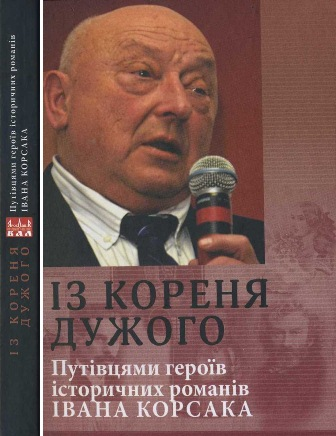 Путівцями героїв історичних романів
ІВАНА КОРСАКА
ІЗ КОРЕНЯ
ДУЖОГО
ІЗ КОРЕНЯ
ДУЖОГО
Путівцями героїв
історичних романів
ІВАНА КОРСАКА